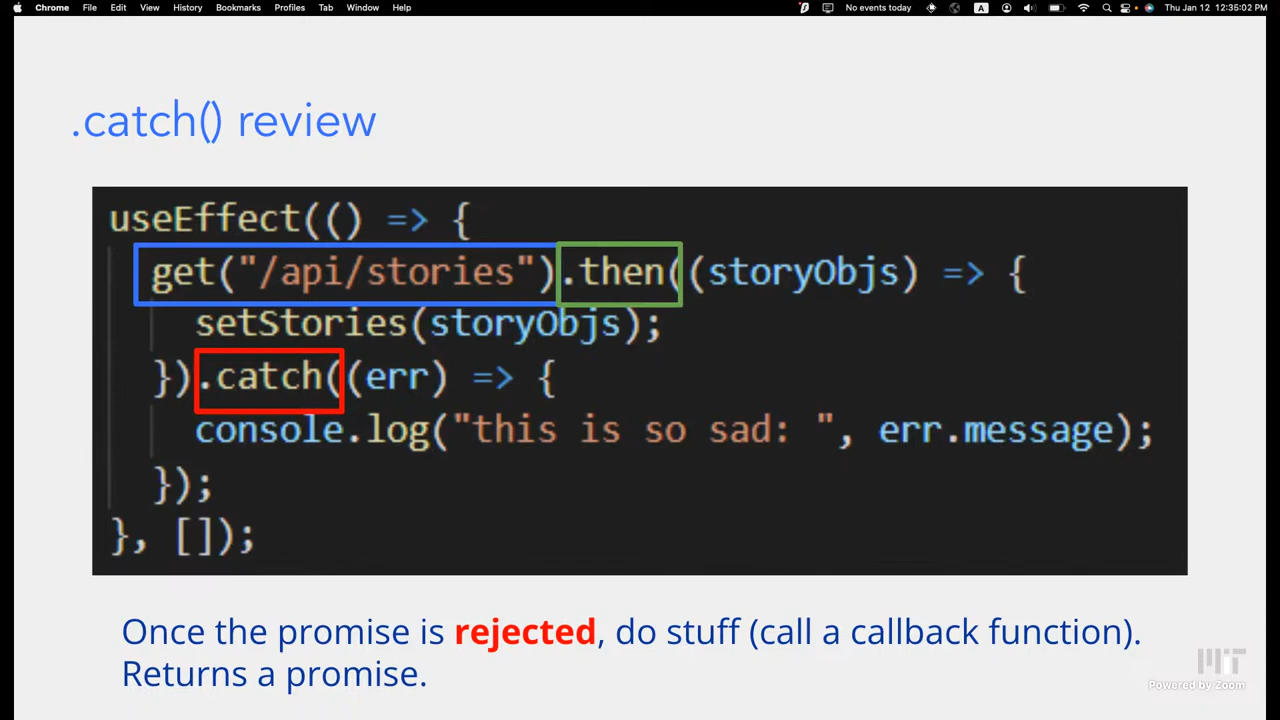 Chrome File Edit View History Bookmarks Profiles Tab Window Help No events today A Thu Jan 12 12:35:02 PM
.catch() review
useEffect(() => {
get("/api/stories").then((storyObjs) => {
setStories(storyObjs);
}).catch((err) => {
console.log("this is so sad: ", err.message);
});
}, []);
Once the promise is rejected, do stuff (call a callback function).
Returns a promise.
MIT
Powered by Zoom